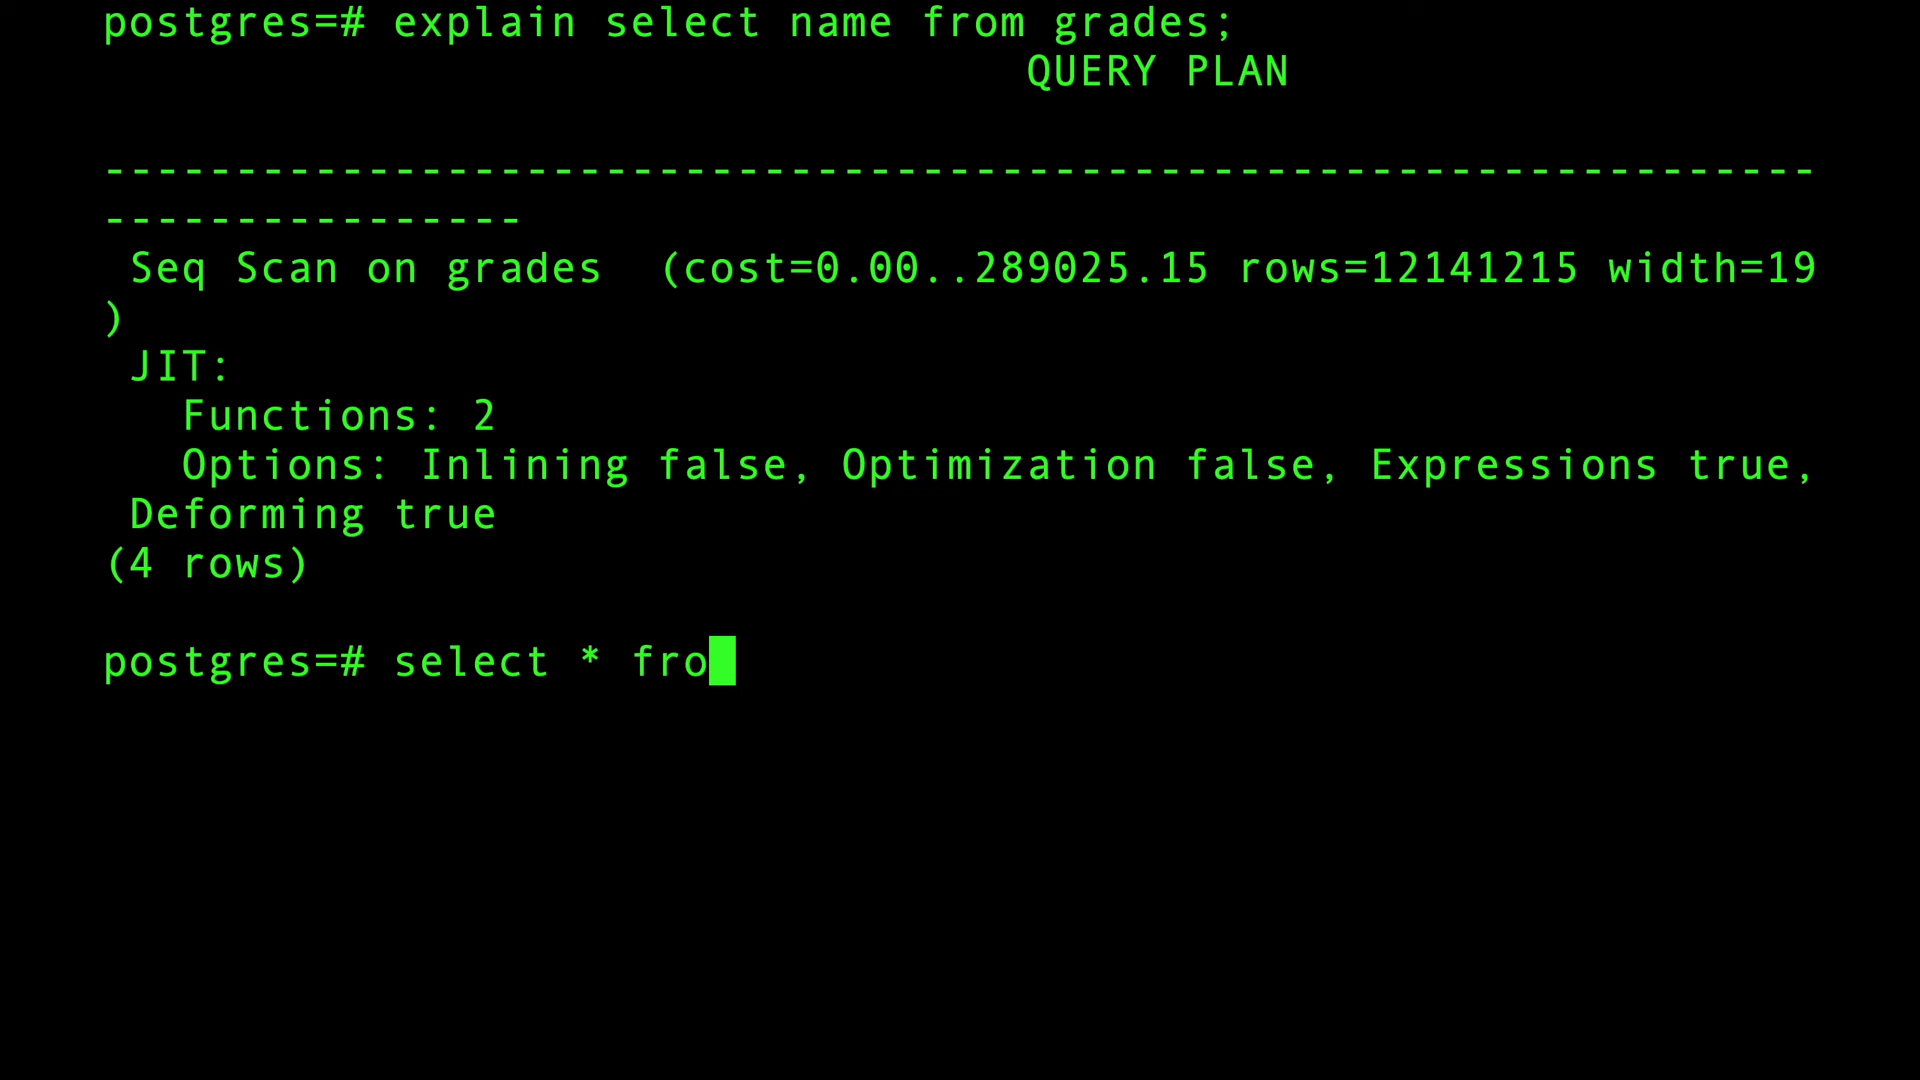 postgres=# explain select name from grades;
QUERY PLAN
-----------------------------------------------------------------
----------------
Seq Scan on grades  (cost=0.00..289025.15 rows=12141215 width=19
)
JIT:
Functions: 2
Options: Inlining false, Optimization false, Expressions true,
Deforming true
(4 rows)
postgres=# select * fro